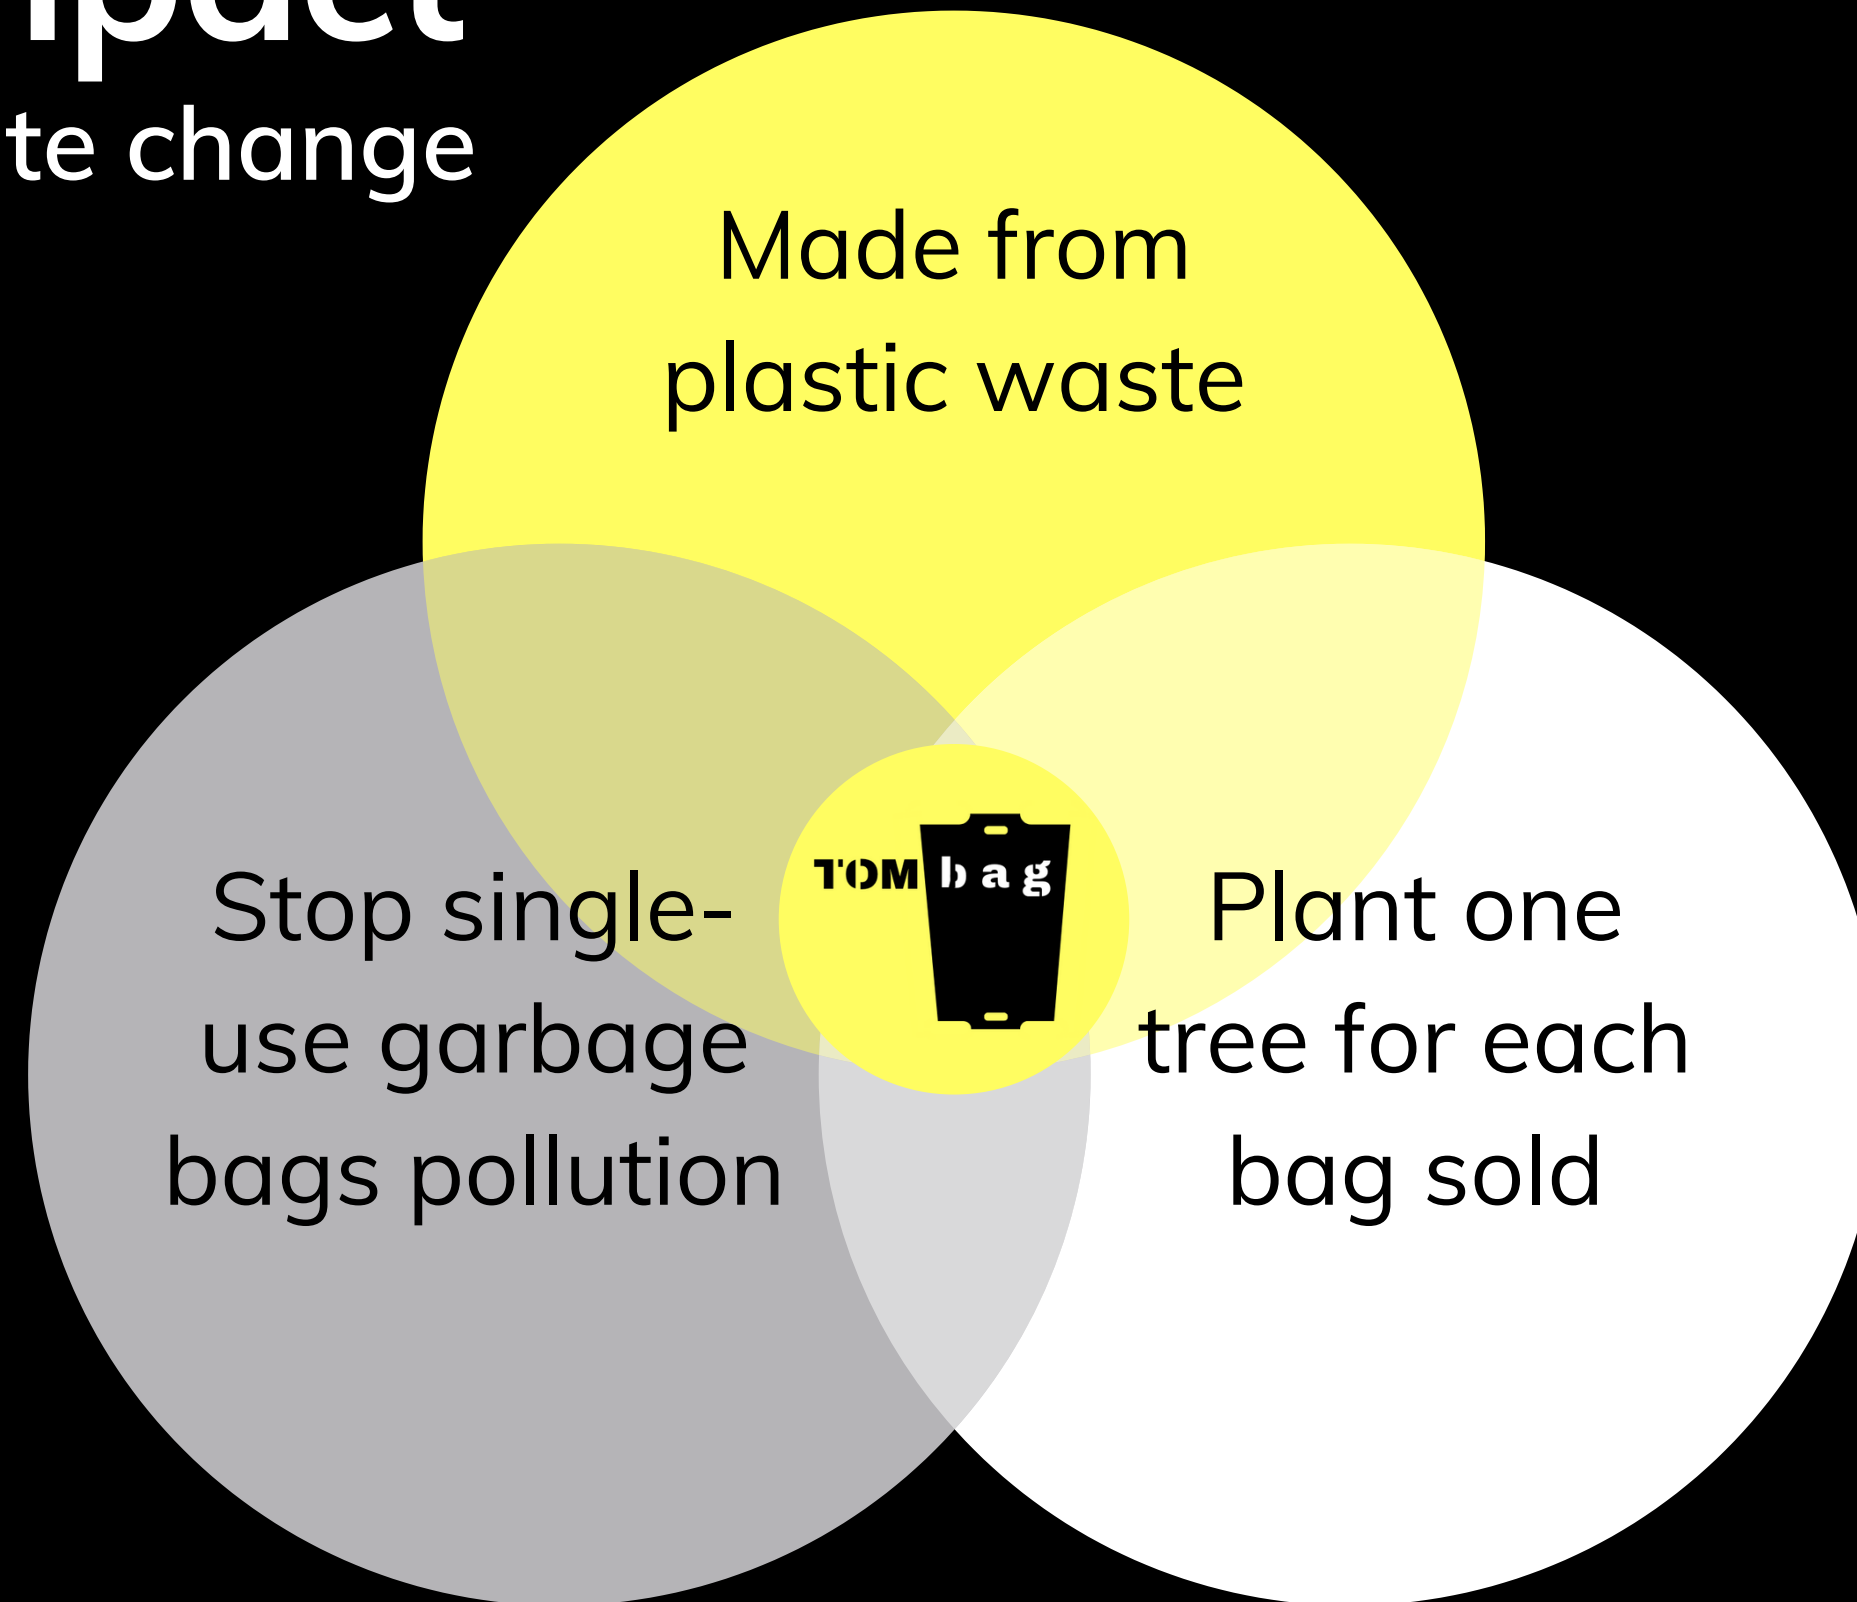 te change
Made from
plastic waste
TOM bag
Stop single-
use garbage
bags pollution
Plant one
tree for each
bag sold